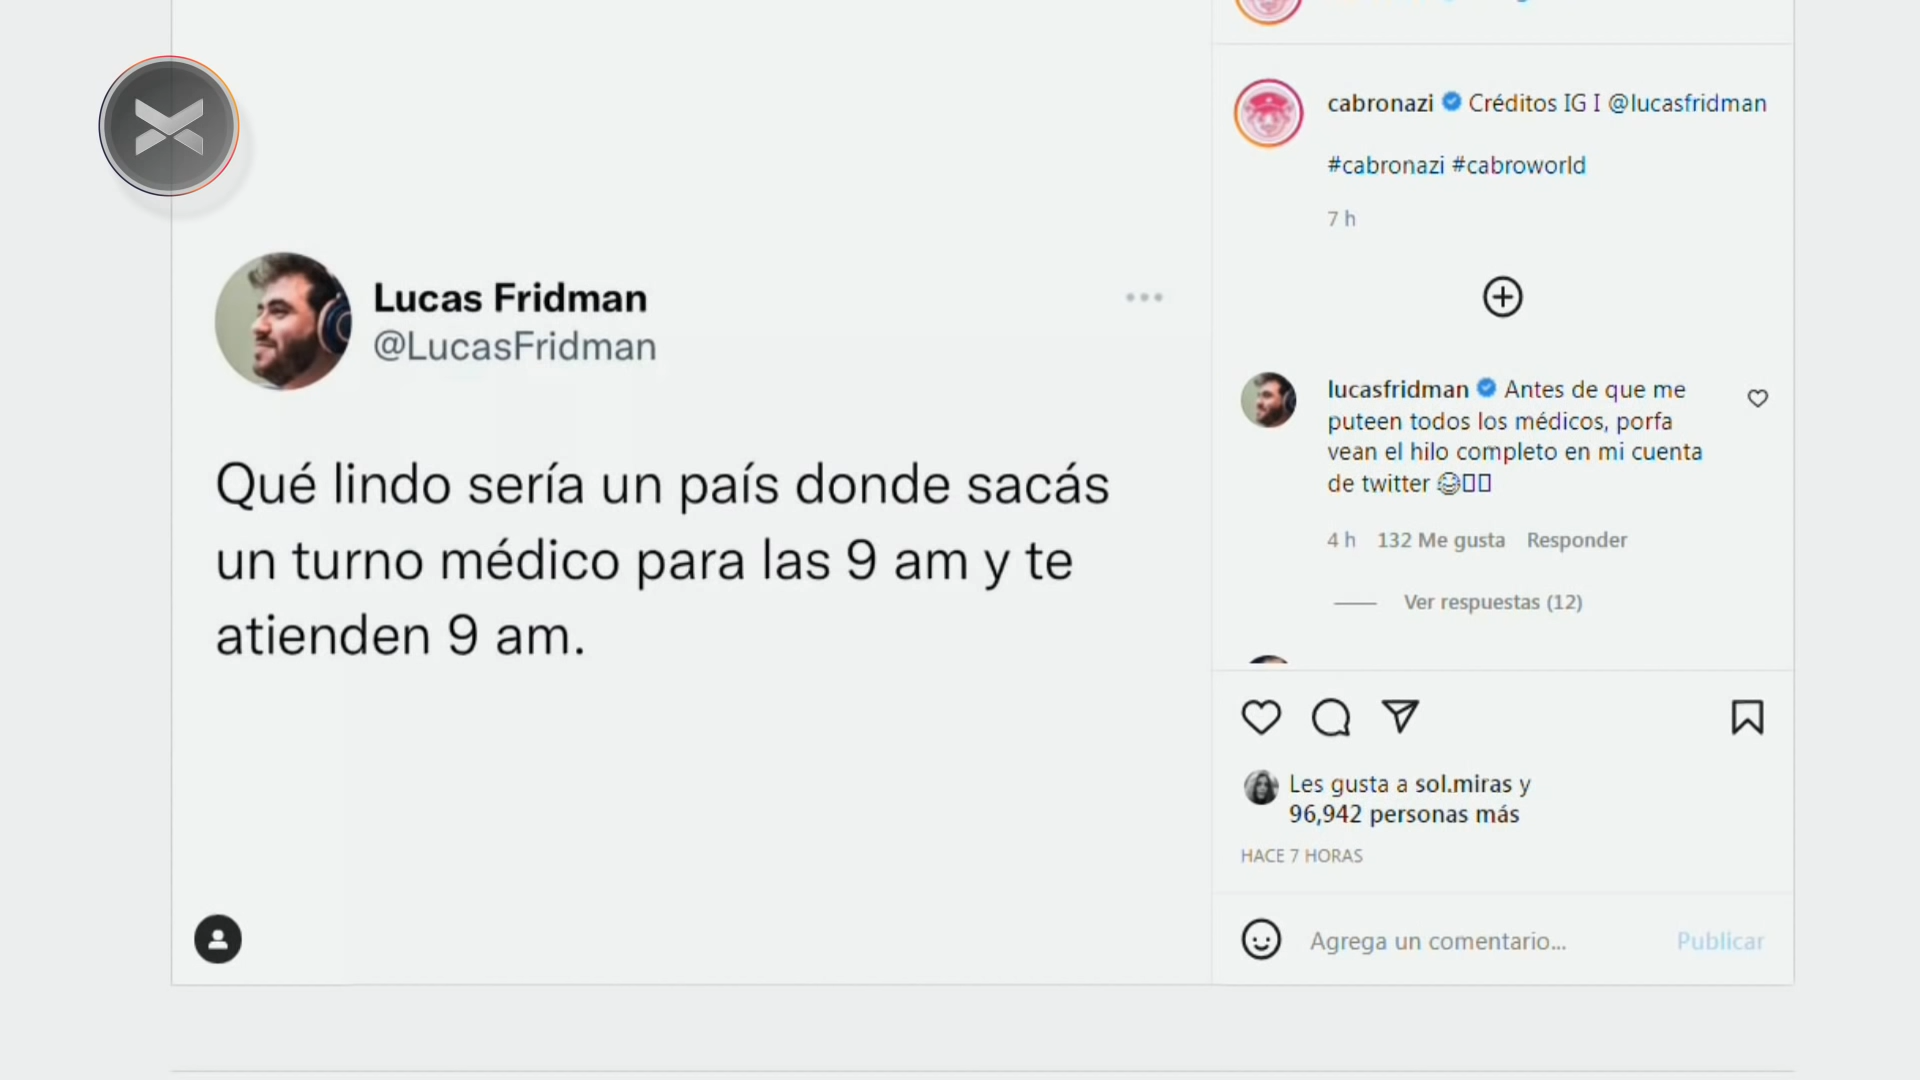 Lucas Fridman
@LucasFridman
Qué lindo sería un país donde sacás
un turno médico para las 9 am y te
atienden 9 am.
cabronazi Créditos IG I @lucasfridman
#cabronazi #cabroworld
7 h
lucasfridman Antes de que me
puteen todos los médicos, porfa
vean el hilo completo en mi cuenta
de twitter 😂
4 h 132 Me gusta Responder
Ver respuestas (12)
Les gusta a sol.miras y
96,942 personas más
HACE 7 HORAS
Agrega un comentario...
Publicar